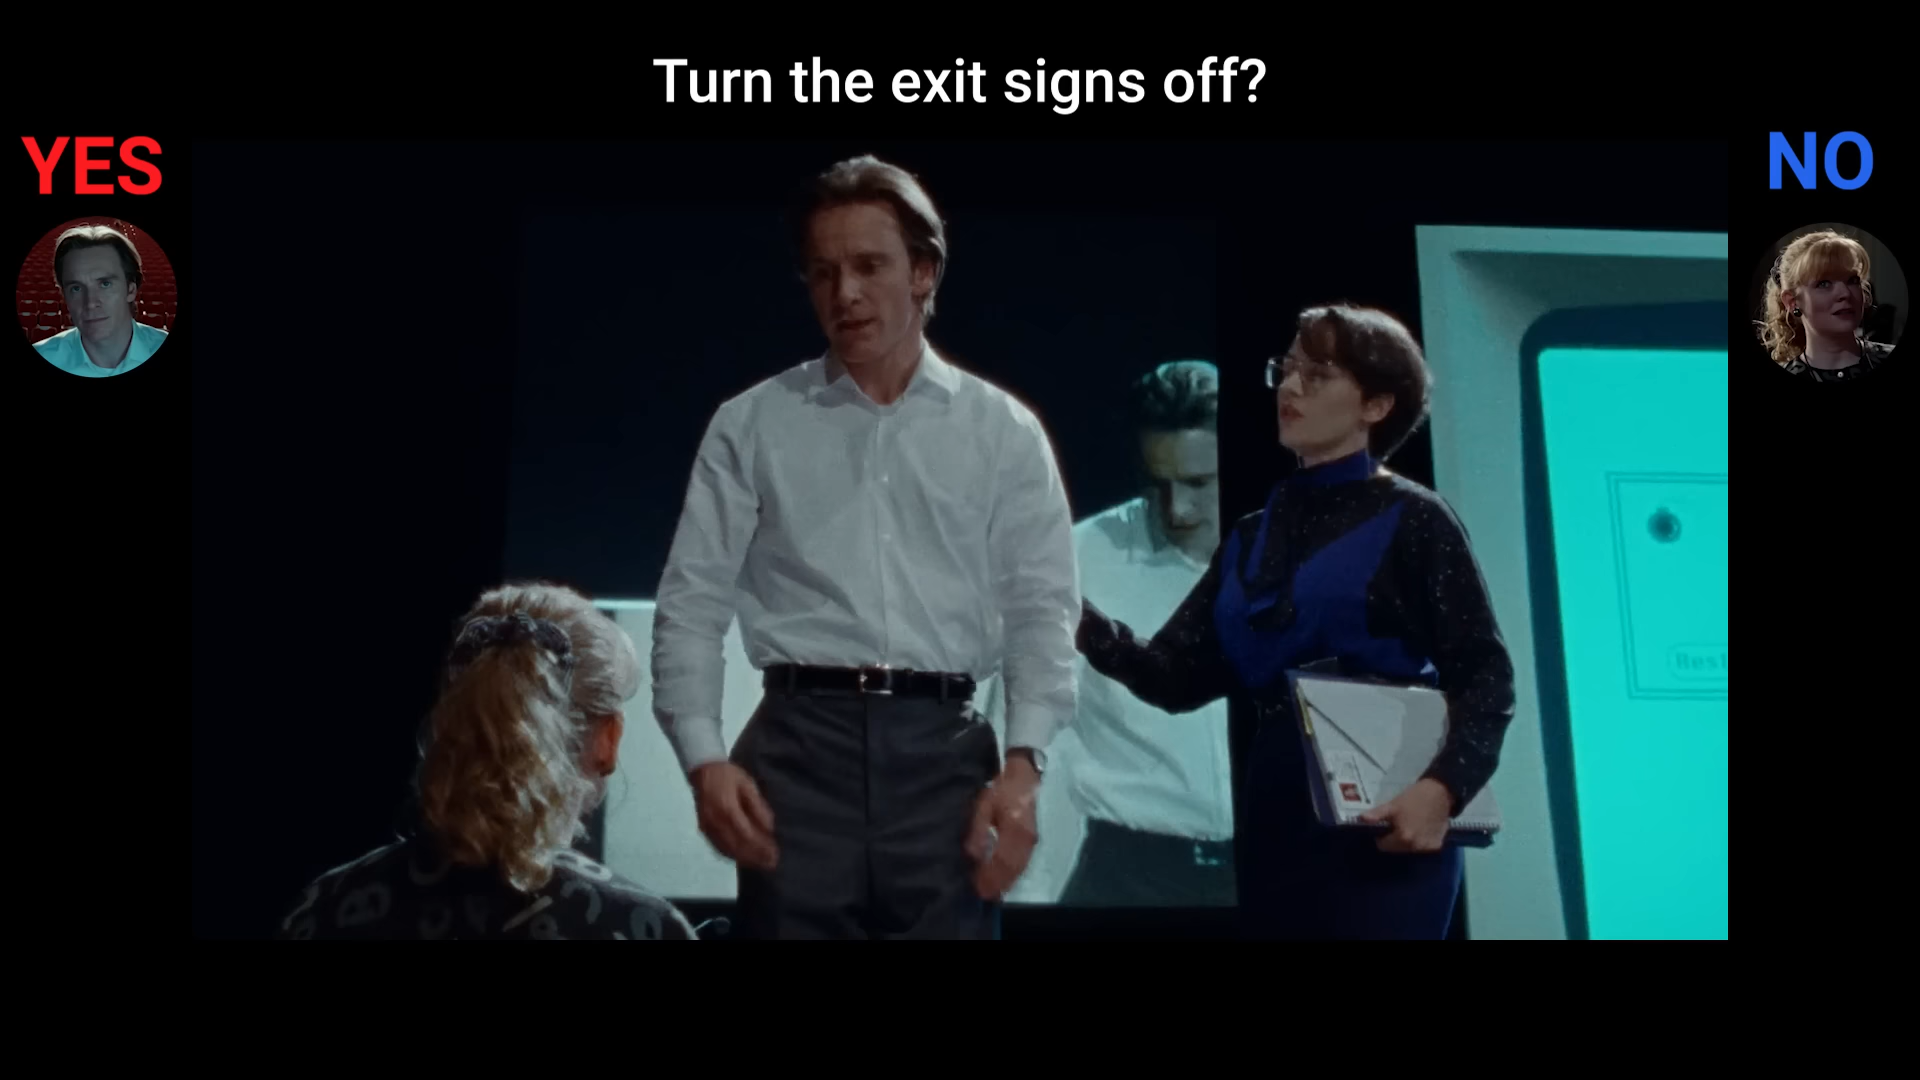 Turn the exit signs off?
YES
NO